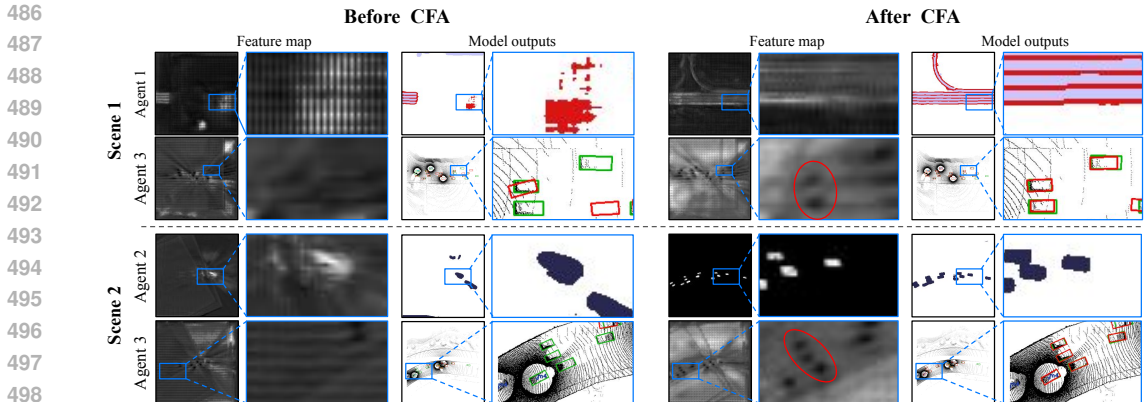 486
487
488
489
490
491
492
493
494
495
496
497
498
Before CFA
After CFA
Feature map
Model outputs
Feature map
Model outputs
Scene 1
Agent 1
Agent 3
Scene 2
Agent 2
Agent 3